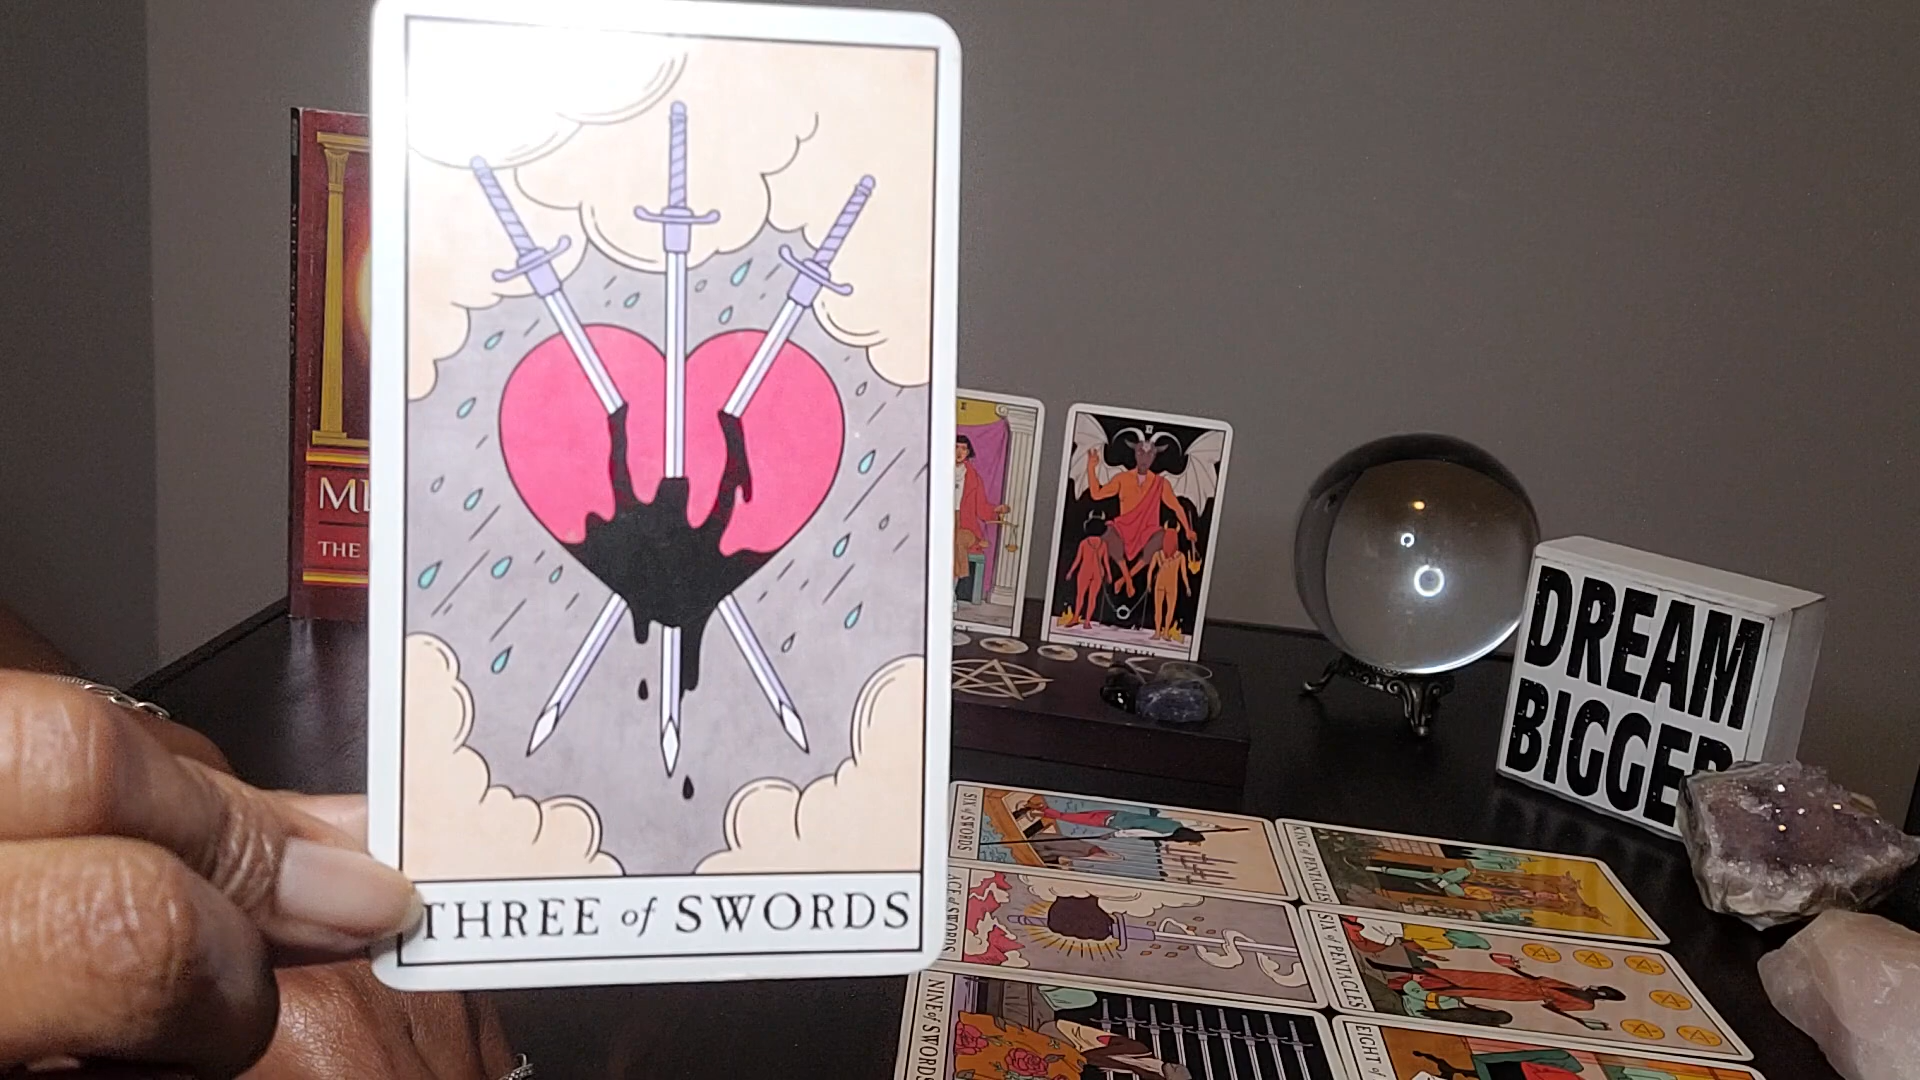 THREE of SWORDS
THE
DREAM
BIGGER
SIX of SWORDS
ACE of SWORDS
NINE of SWORDS
KING of PENTACLES
SIX of PENTACLES
EIGHT of